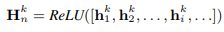 H_n^k = ReLU([h_1^k, h_2^k, . . . , h_i^k, . . .])